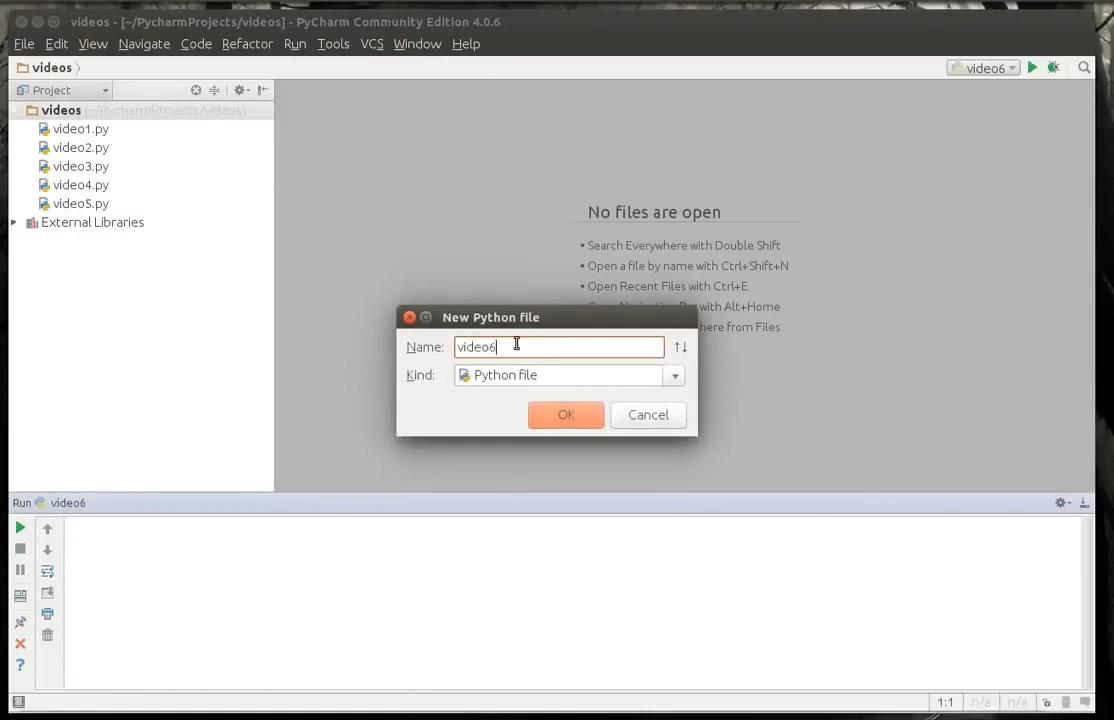 videos - [~/PycharmProjects/videos] - PyCharm Community Edition 4.0.6
File Edit View Navigate Code Refactor Run Tools VCS Window Help
videos
video6
Project
videos (~/PycharmProjects/videos)
video1.py
video2.py
video3.py
video4.py
video5.py
External Libraries
No files are open
• Search Everywhere with Double Shift
• Open a file by name with Ctrl+Shift+N
• Open Recent Files with Ctrl+E
with Alt+Home
from Files
New Python file
Name: video6
Kind: Python file
OK Cancel
Run video6
1:1 n/a n/a